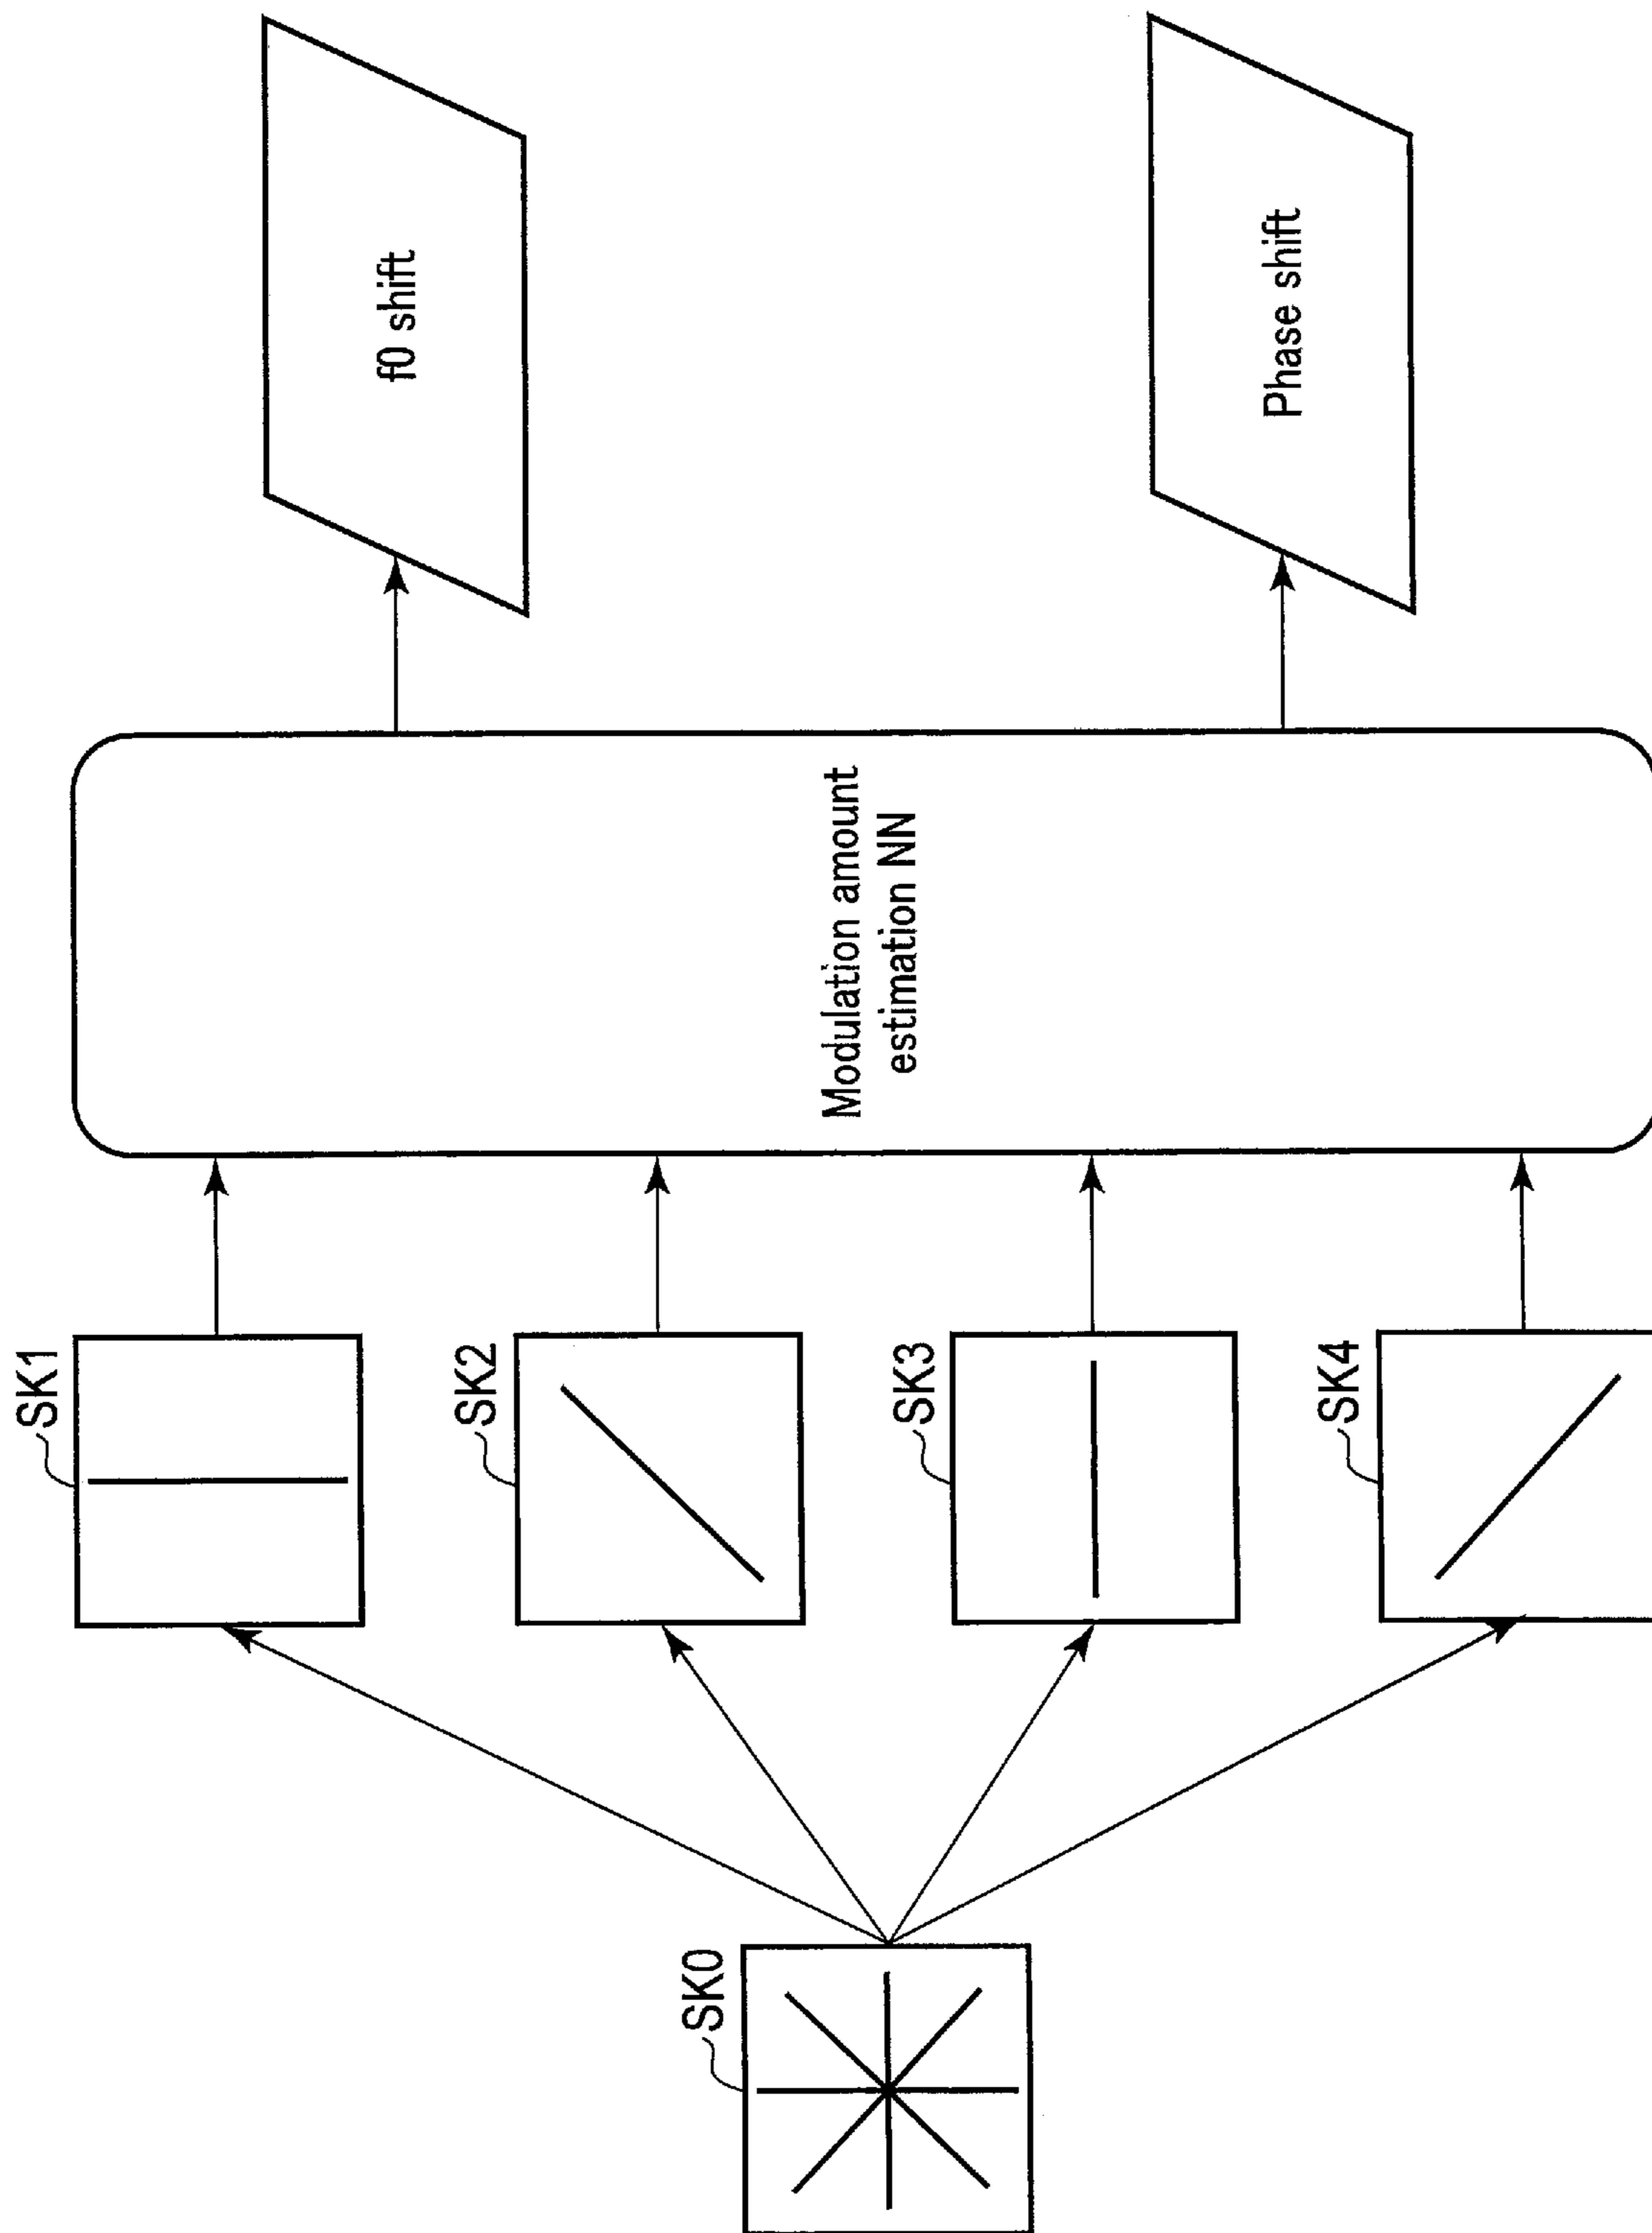 SK0
SK1
SK2
SK3
SK4
Modulation amount
estimation NN
f0 shift
Phase shift